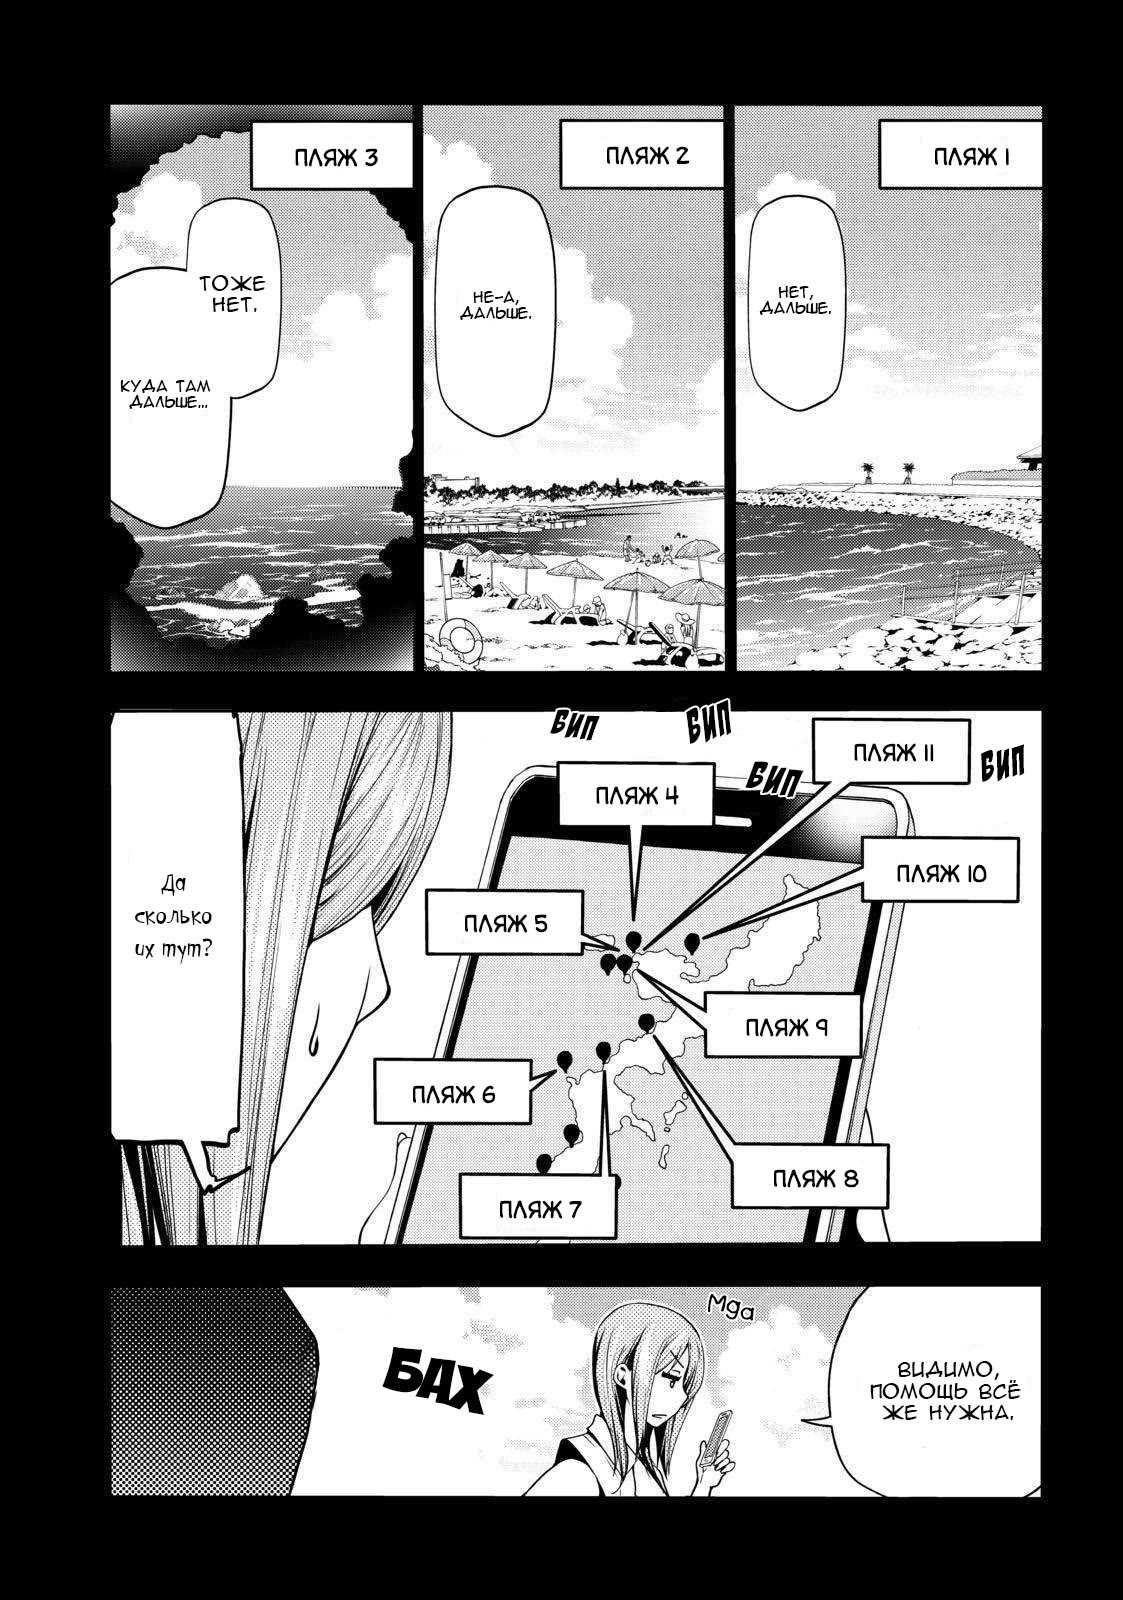 ПЛЯЖ 1
НЕТ,
ДАЛЬШЕ.
ПЛЯЖ 2
НЕ-А,
ДАЛЬШЕ.
ПЛЯЖ 3
ТОЖЕ
НЕТ.
КУДА ТАМ
ДАЛЬШЕ...
БИП
БИП
БИП
БИП
ПЛЯЖ 11
ПЛЯЖ 4
ПЛЯЖ 10
ПЛЯЖ 5
ПЛЯЖ 9
ПЛЯЖ 6
ПЛЯЖ 8
ПЛЯЖ 7
Да
сколько
их тут?
Мда
ВИДИМО,
ПОМОЩЬ ВСЁ
ЖЕ НУЖНА.
БАХ